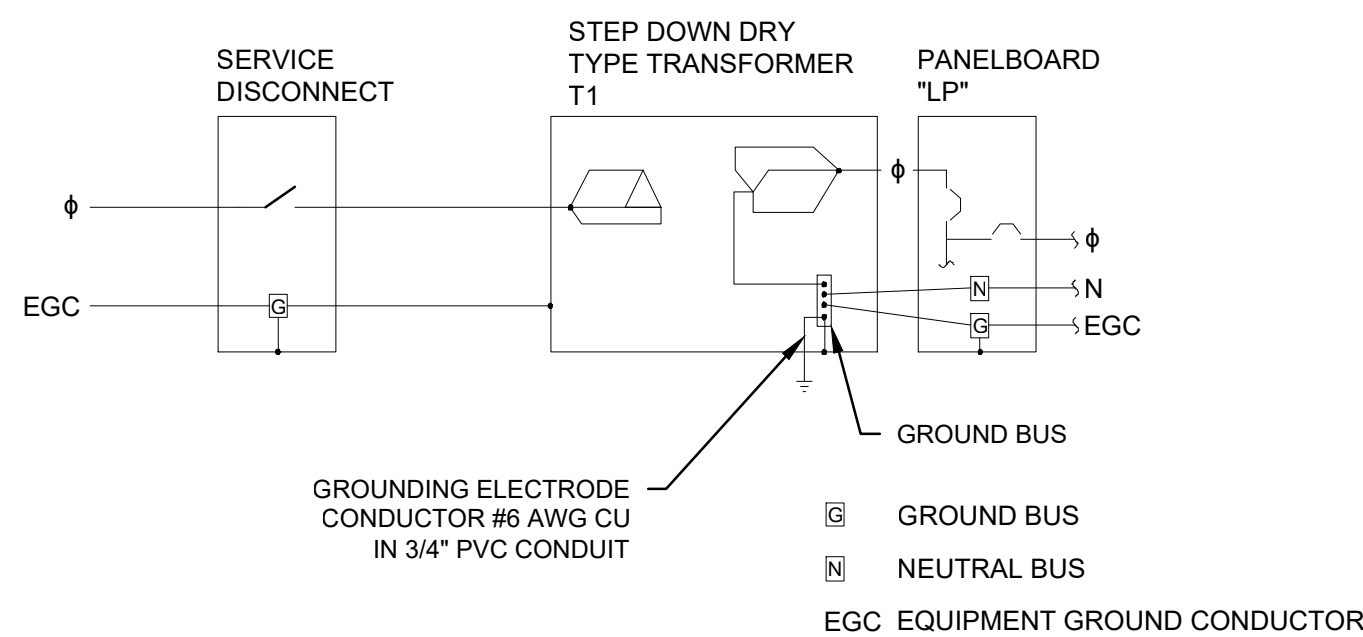 STEP DOWN DRY
TYPE TRANSFORMER
T1
SERVICE
DISCONNECT
PANELBOARD
"LP"
ϕ
ϕ
ϕ
EGC
G
N
N
G
EGC
GROUND BUS
GROUNDING ELECTRODE
CONDUCTOR #6 AWG CU
IN 3/4" PVC CONDUIT
G GROUND BUS
N NEUTRAL BUS
EGC EQUIPMENT GROUND CONDUCTOR